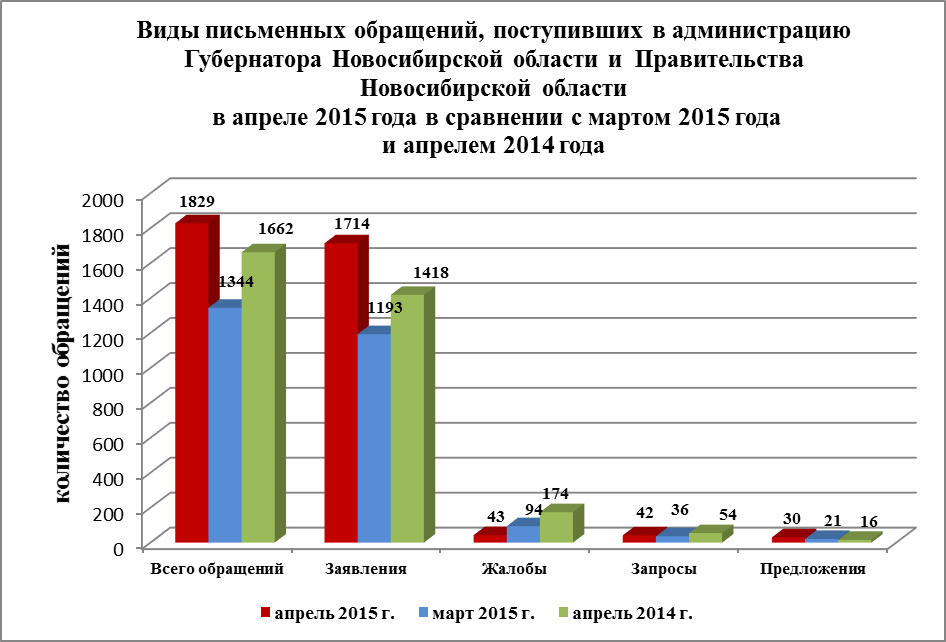 Виды письменных обращений, поступивших в администрацию
Губернатора Новосибирской области и Правительства
Новосибирской области
в апреле 2015 года в сравнении с мартом 2015 года
и апрелем 2014 года
количество обращений
2000
1800
1600
1400
1200
1000
800
600
400
200
0
1829
1344
1662
1714
1193
1418
43
94
174
42
36
54
30
21
16
Всего обращений
Заявления
Жалобы
Запросы
Предложения
апрель 2015 г.
март 2015 г.
апрель 2014 г.